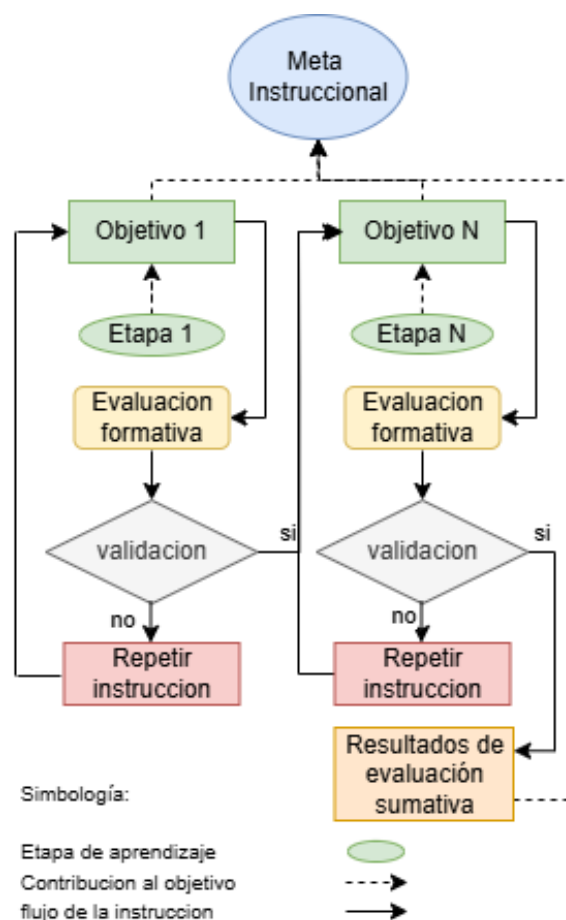 Meta
Instruccional
Objetivo 1
Objetivo N
Etapa 1
Etapa N
Evaluacion
formativa
Evaluacion
formativa
validacion
si
validacion
si
no
no
Repetir
instruccion
Repetir
instruccion
Resultados de
evaluación
sumativa
Simbología:
Etapa de aprendizaje
Contribucion al objetivo
flujo de la instruccion